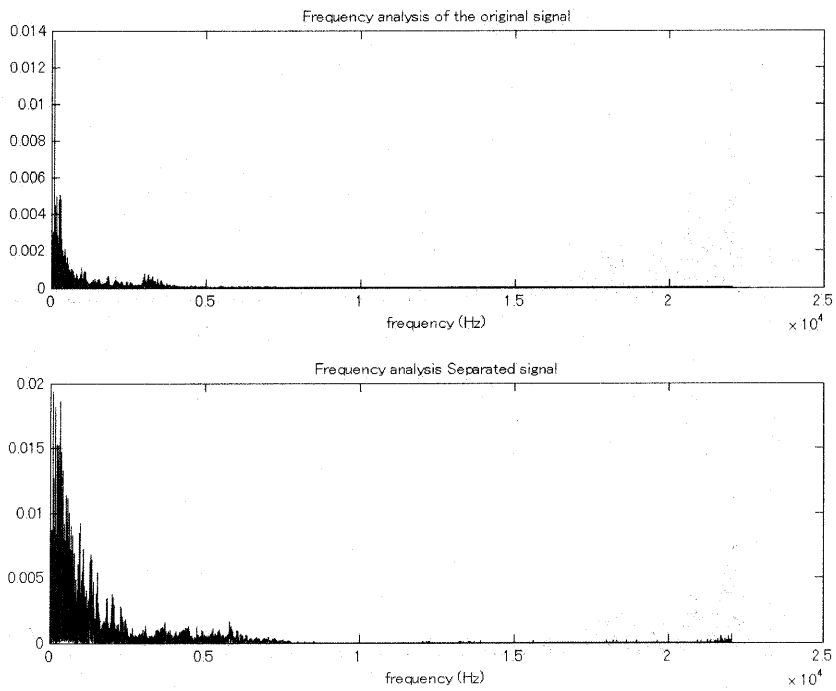 Frequency analysis of the original signal
0.014
0.012
0.01
0.008
0.006
0.004
0.002
0
0 0.5 1 1.5 2 2.5
frequency (Hz)
× 10⁴
Frequency analysis Separated signal
0.02
0.015
0.01
0.005
0
0 0.5 1 1.5 2 2.5
frequency (Hz)
× 10⁴